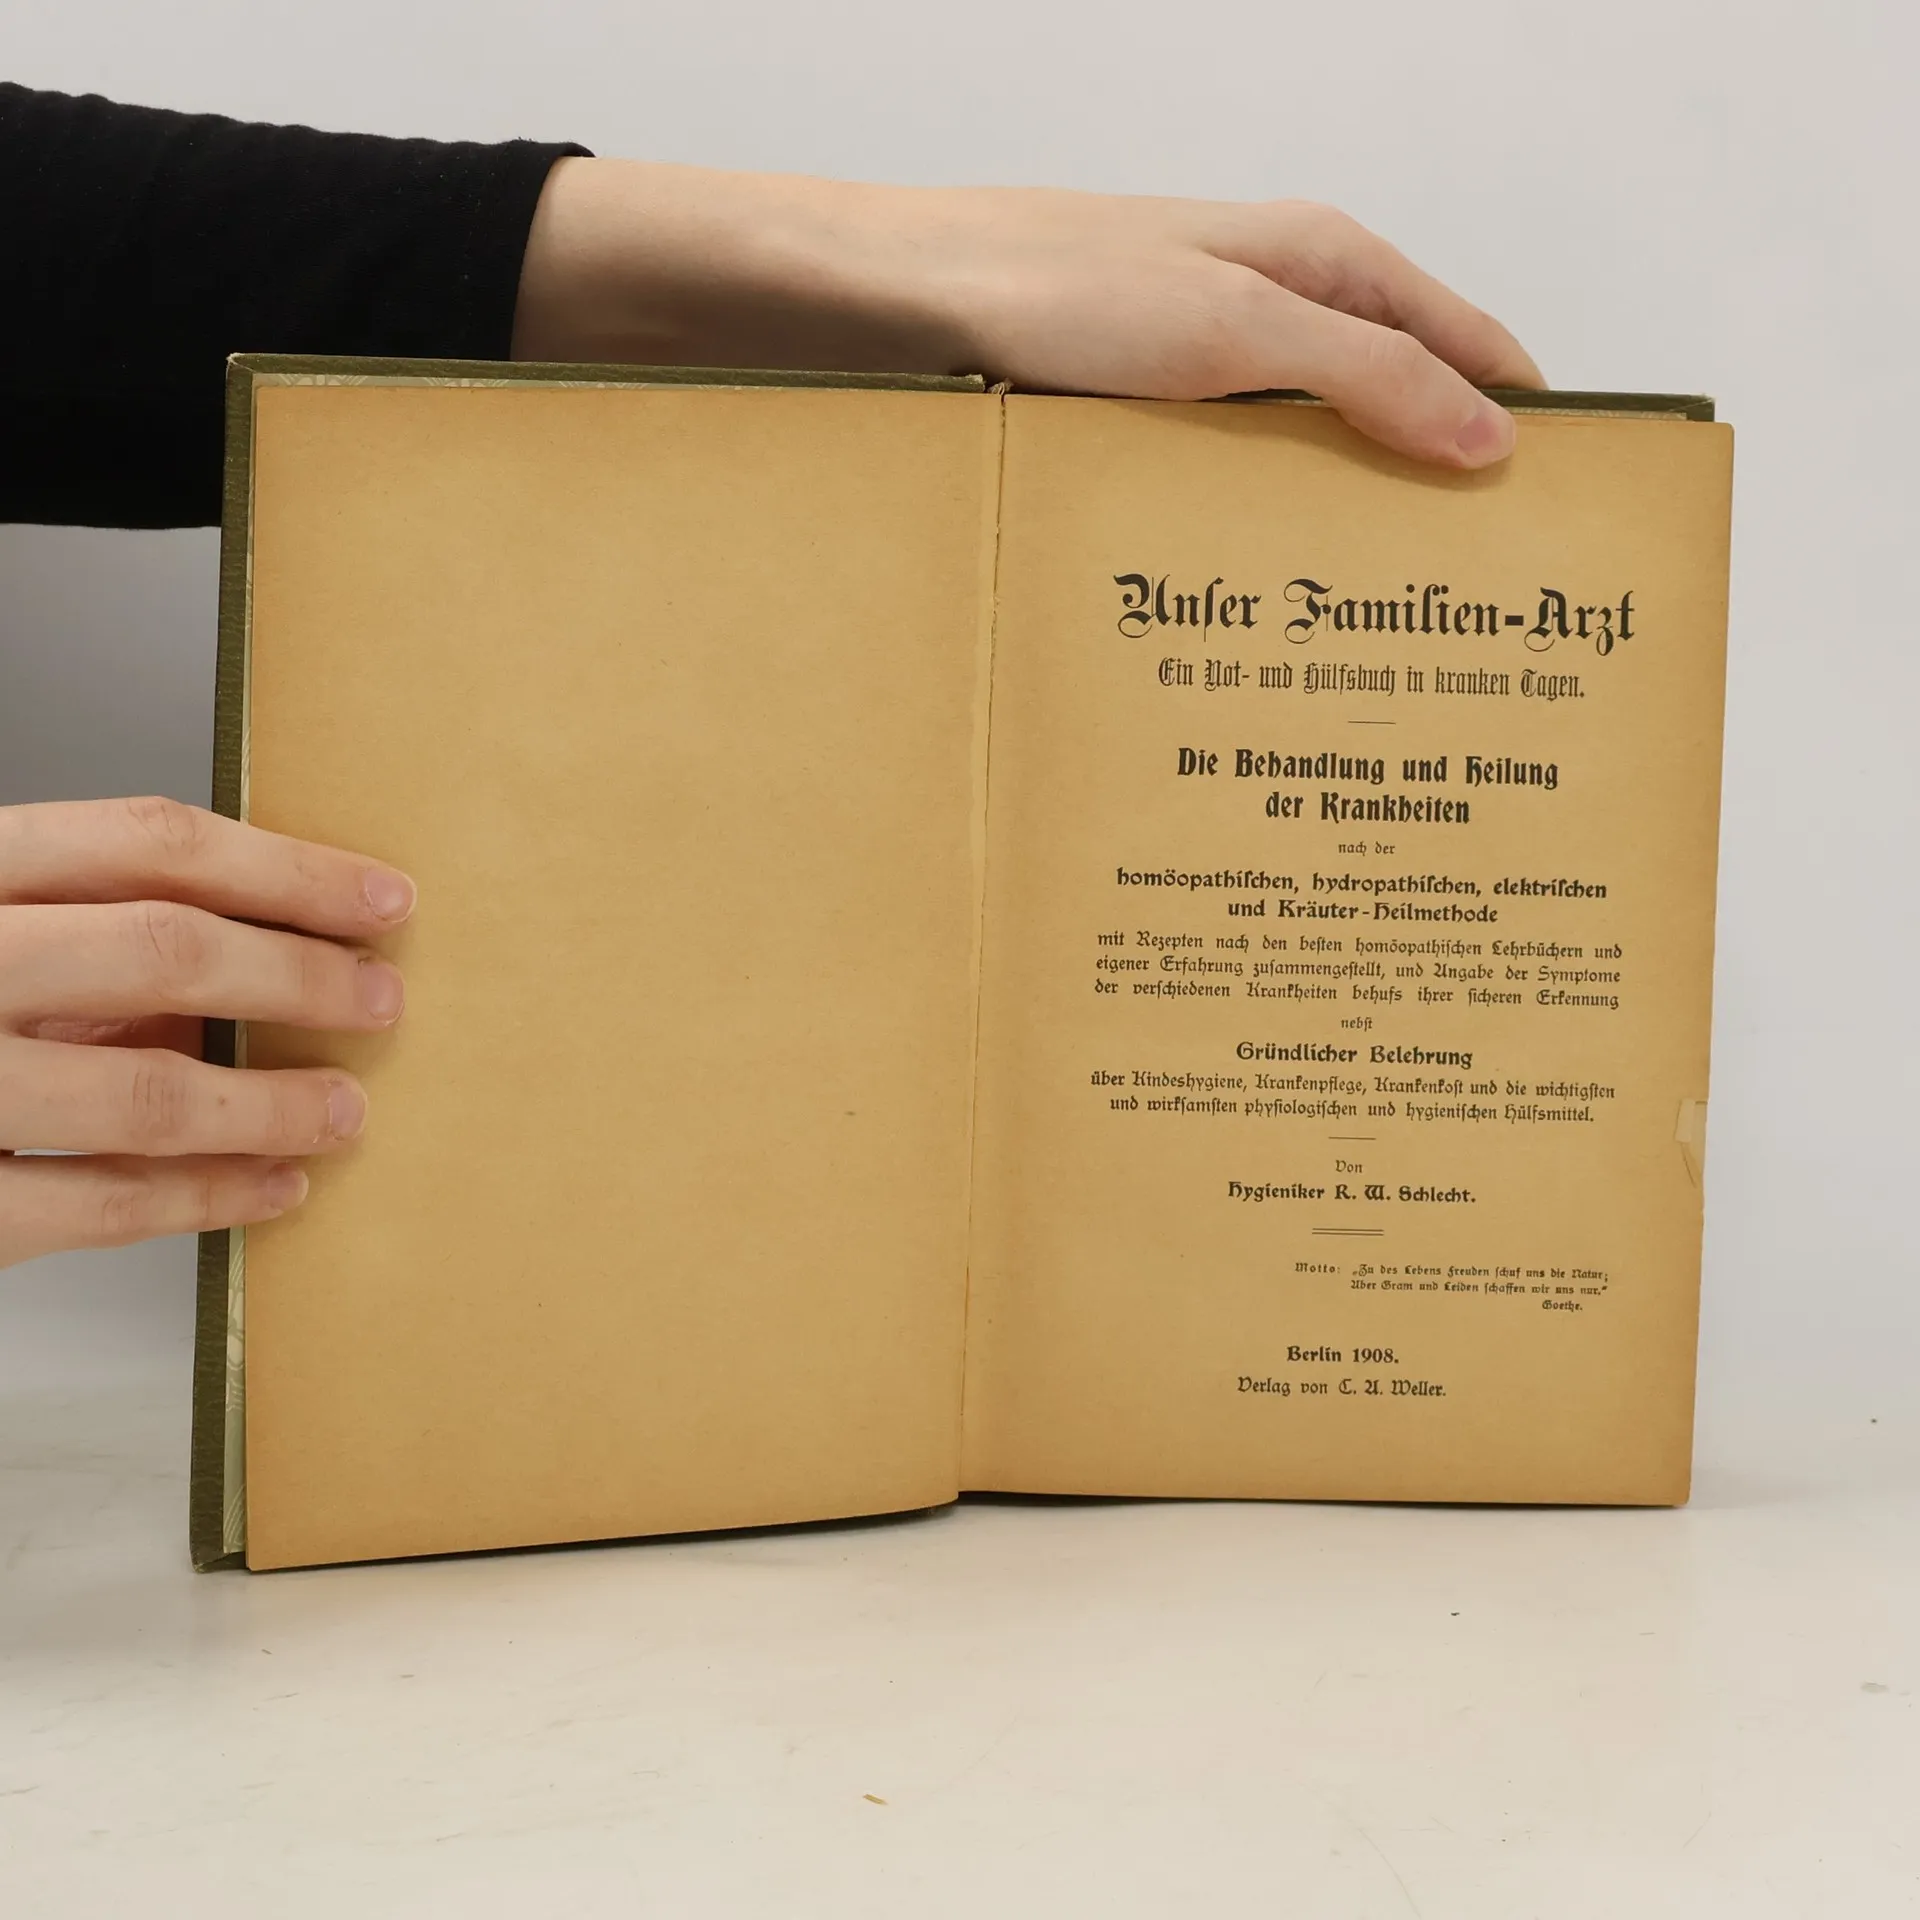 Unſer Familien-Arzt
Ein Not- und Hülfsbuch in kranken Tagen.
Die Behandlung und Heilung
der Krankheiten
nach der
homöopathiſchen, hydropathiſchen, elektriſchen
und Kräuter-Heilmethode
mit Rezepten nach den beſten homöopathiſchen Lehrbüchern und
eigener Erfahrung zuſammengeſtellt, und Angabe der Symptome
der verſchiedenen Krankheiten behufs ihrer ſicheren Erkennung
nebſt
Gründlicher Belehrung
über Kindeshygiene, Krankenpflege, Krankenkoſt und die wichtigſten
und wirkſamſten phyſiologiſchen und hygieniſchen Hülfsmittel.
Von
Hygieniker R. W. Schlecht.
Motto: „Zu des Lebens Freuden ſchuf uns die Natur;
Aber Gram und Leiden ſchaffen wir uns nur."
Goethe.
Berlin 1908.
Verlag von C. A. Weller.